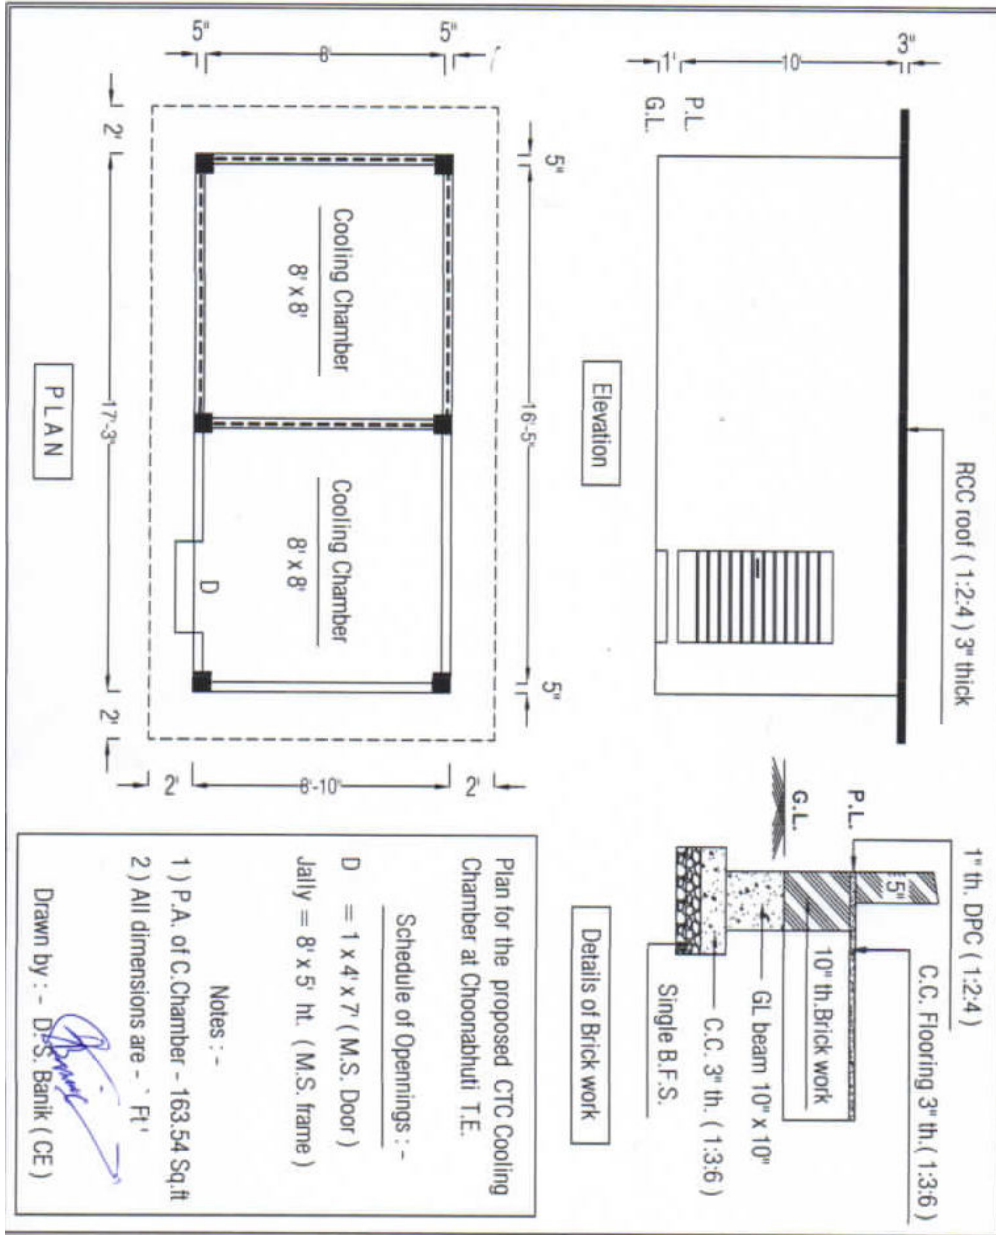 3"
10'
1'
P.L.
G.L.
RCC roof ( 1:2:4 ) 3" thick
Elevation
1" th. DPC ( 1:2:4 )
C.C. Flooring 3" th.( 1:3:6 )
P.L.
G.L.
5"
10" th.Brick work
GL beam 10" x 10"
C.C. 3" th. ( 1:3:6 )
Single B.F.S.
Details of Brick work
5"
16'-5"
5"
5"
8'
5"
Cooling Chamber
8' x 8'
Cooling Chamber
8' x 8'
D
2'
8'-10"
2'
2'
17'-3"
2'
PLAN
Plan for the proposed CTC Cooling
Chamber at Choonabhuti T.E.
Schedule of Opennings : -
D = 1 x 4' x 7' ( M.S. Door )
Jally = 8' x 5' ht. ( M.S. frame )
Notes : -
1 ) P.A. of C.Chamber - 163.54 Sq.ft
2 ) All dimensions are - ` Ft '
Drawn by : - D. S. Banik ( CE )